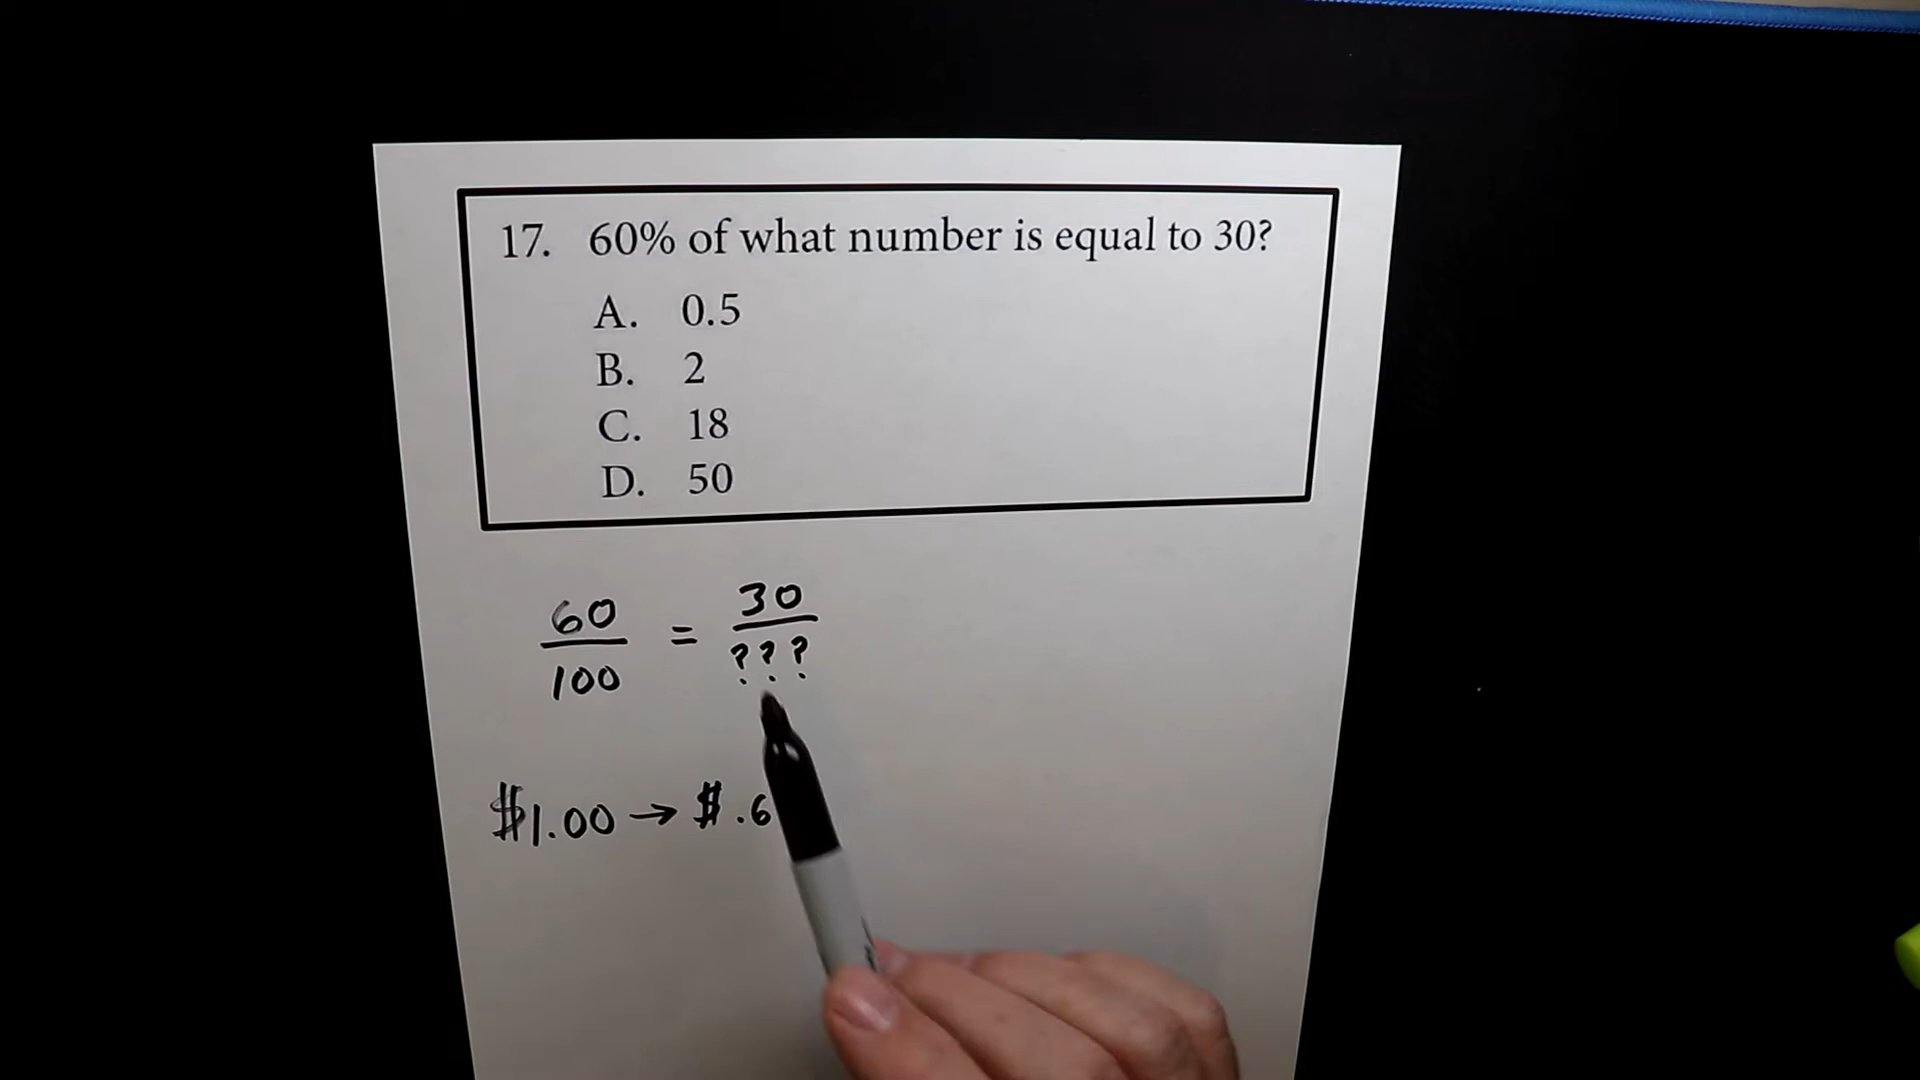 17. 60% of what number is equal to 30?
A. 0.5
B. 2
C. 18
D. 50
60/100 = 30/???
$1.00 → $.6